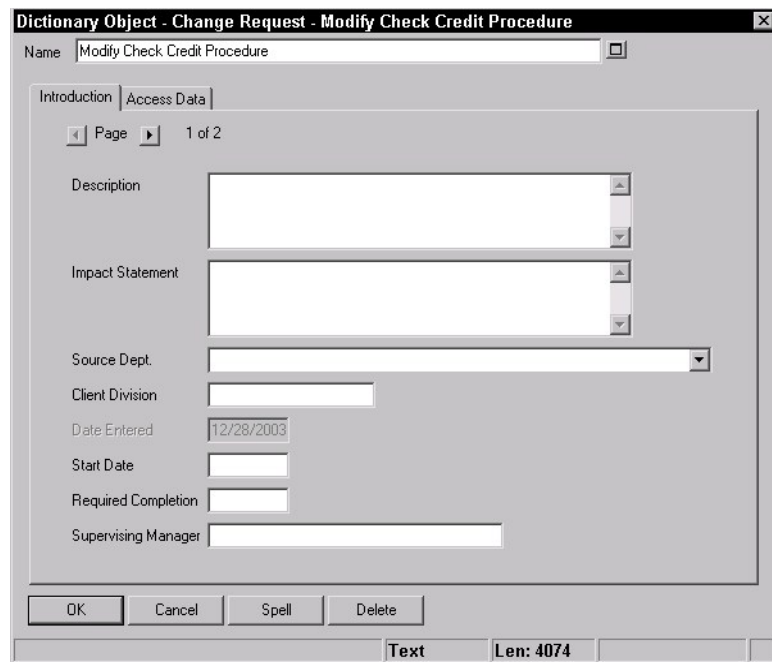 Dictionary Object - Change Request - Modify Check Credit Procedure
Name Modify Check Credit Procedure
Introduction Access Data
Page 1 of 2
Description
Impact Statement
Source Dept.
Client Division
Date Entered 12/28/2003
Start Date
Required Completion
Supervising Manager
OK Cancel Spell Delete
Text Len: 4074